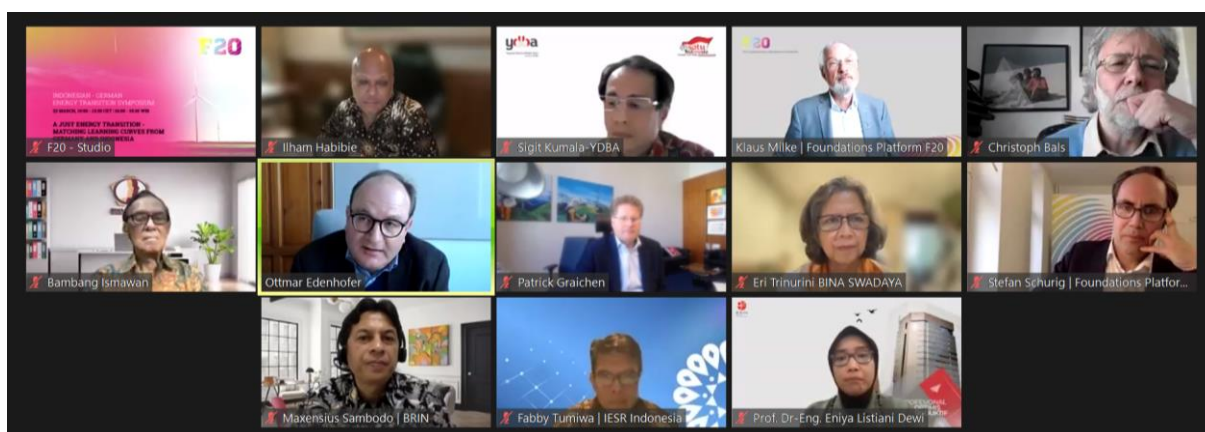 F20
INDONESIAN - GERMAN
ENERGY TRANSITION SYMPOSIUM
A JUST ENERGY TRANSITION -
MATCHING LEARNING CURVES FROM
GERMANY AND INDONESIA
F20 - Studio
Ilham Habibie
ydba
satu
Sigit Kumala-YDBA
F20
Klaus Milke | Foundations Platform F20
Christoph Bals
Bambang Ismawan
Ottmar Edenhofer
Patrick Graichen
Eri Trinurini BINA SWADAYA
Stefan Schurig | Foundations Platfor...
Maxensius Sambodo | BRIN
Fabby Tumiwa | IESR Indonesia
Prof. Dr-Eng. Eniya Listiani Dewi